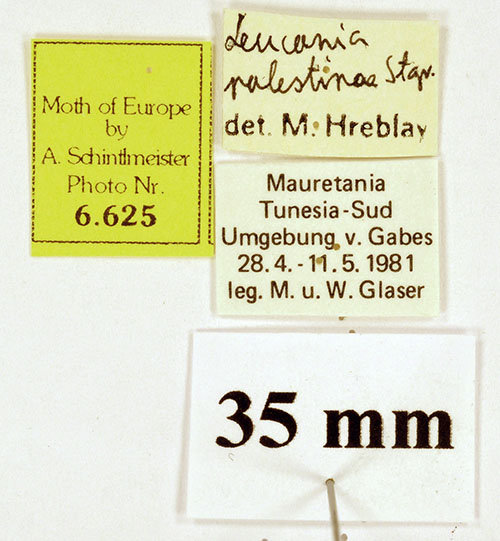 Moth of Europe
by
A. Schintlmeister
Photo Nr.
6.625
Leucania
palestinae Stgr.
det. M. Hreblay
Mauretania
Tunesia-Sud
Umgebung v. Gabes
28. 4. - 11. 5. 1981
leg. M. u. W. Glaser
35 mm